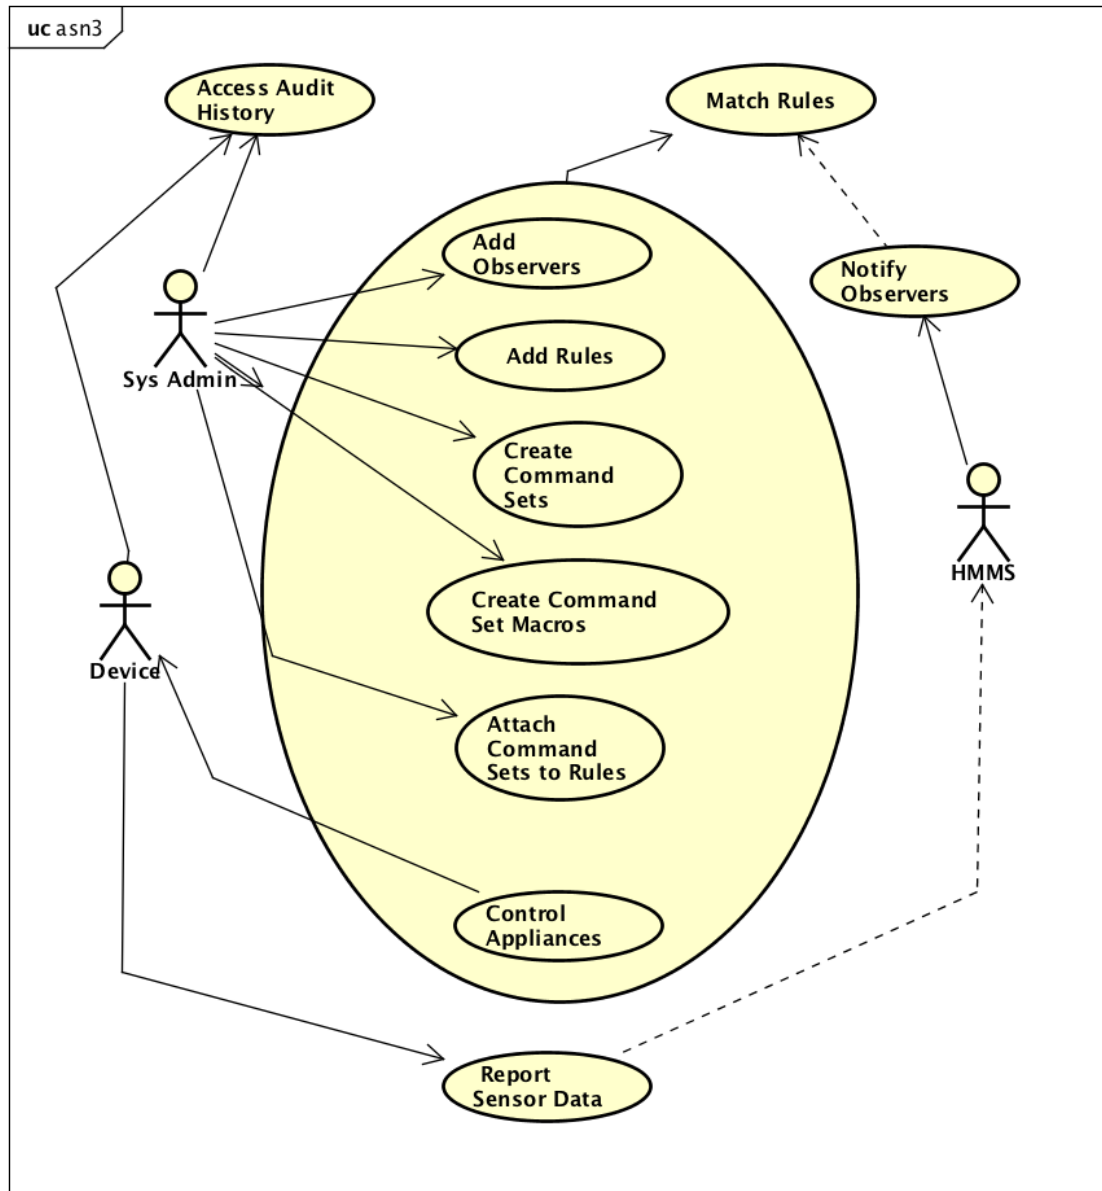 uc asn3
Access Audit
History
Match Rules
Add
Observers
Notify
Observers
Add Rules
Sys Admin
Create
Command
Sets
HMMS
Create Command
Set Macros
Device
Attach
Command
Sets to Rules
Control
Appliances
Report
Sensor Data